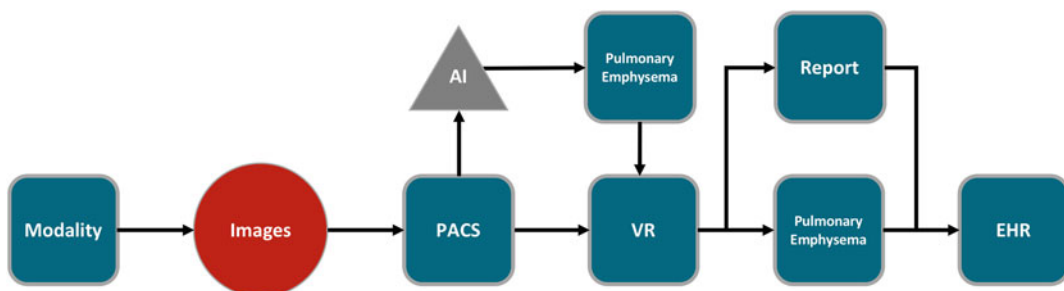 AI
Pulmonary
Emphysema
Report
Modality
Images
PACS
VR
Pulmonary
Emphysema
EHR